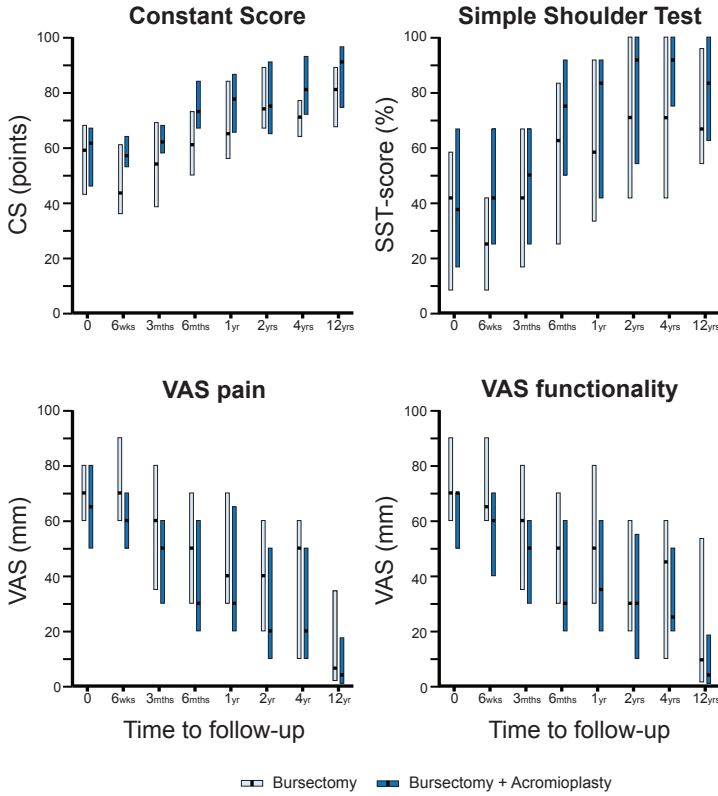 Constant Score
Simple Shoulder Test
CS (points)
100
80
60
40
20
0
0 6wks 3mths 6mths 1yr 2yrs 4yrs 12yrs
SST-score (%)
100
80
60
40
20
0
0 6wks 3mths 6mths 1yr 2yrs 4yrs 12yrs
VAS pain
VAS functionality
VAS (mm)
100
80
60
40
20
0
0 6wks 3mths 6mths 1yr 2yr 4yr 12yr
Time to follow-up
VAS (mm)
100
80
60
40
20
0
0 6wks 3mths 6mths 1yr 2yrs 4yrs 12yrs
Time to follow-up
Bursectomy Bursectomy + Acromioplasty